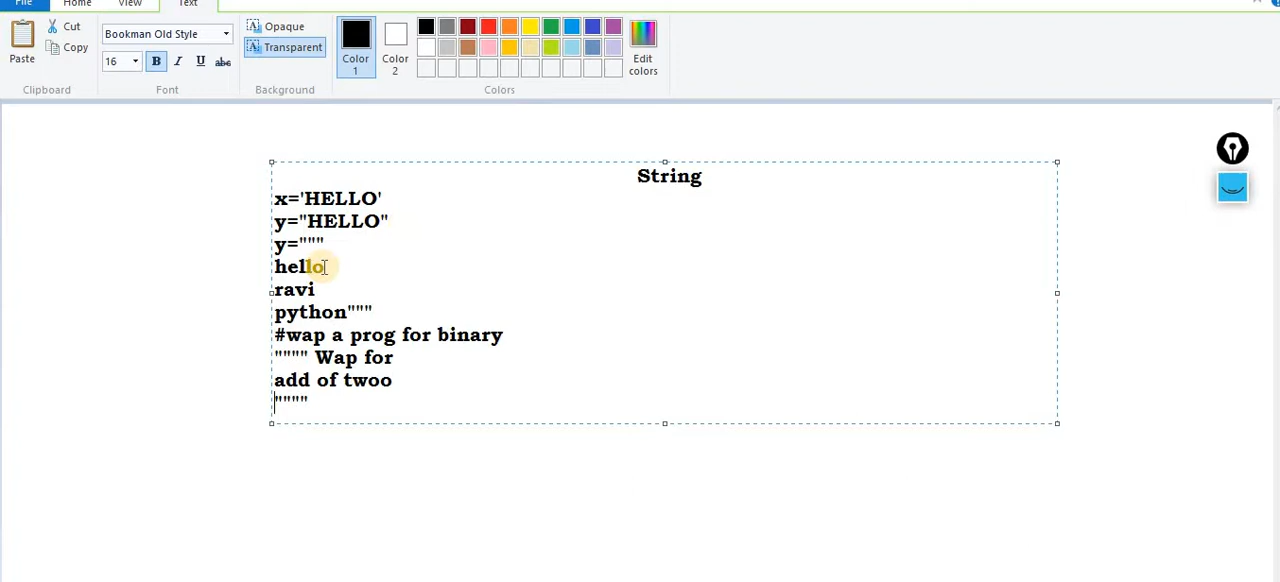 File Home View Text
Bookman Old Style
Cut
Opaque
Copy
Transparent
16
B I U abc
Paste
Color 1
Color 2
Edit colors
Clipboard
Font
Background
Colors
String
x='HELLO'
y="HELLO"
y="""
hello
ravi
python"""
#wap a prog for binary
"""" Wap for
add of twoo
""""